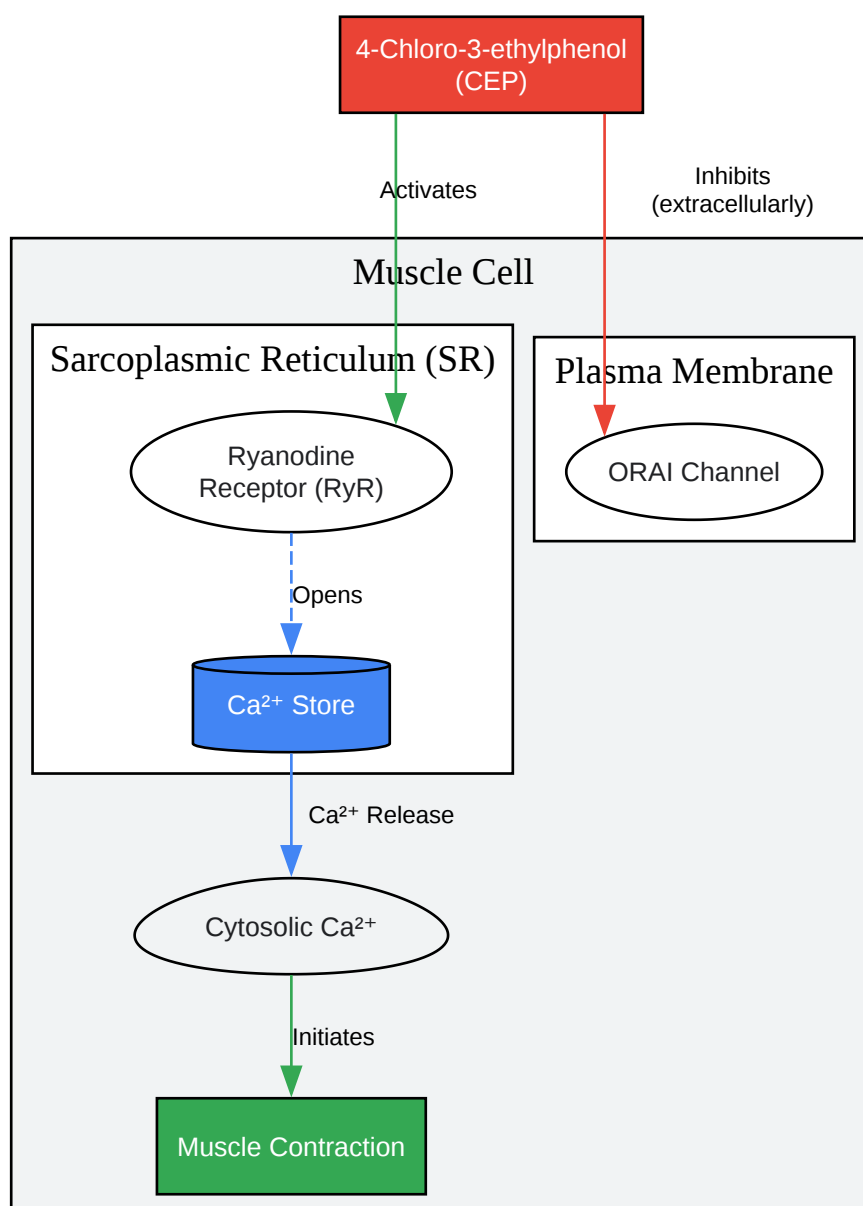 4-Chloro-3-ethylphenol
(CEP)
Activates
Inhibits
(extracellularly)
Muscle Cell
Sarcoplasmic Reticulum (SR)
Plasma Membrane
Ryanodine
Receptor (RyR)
ORAI Channel
Opens
Ca²⁺ Store
Ca²⁺ Release
Cytosolic Ca²⁺
Initiates
Muscle Contraction